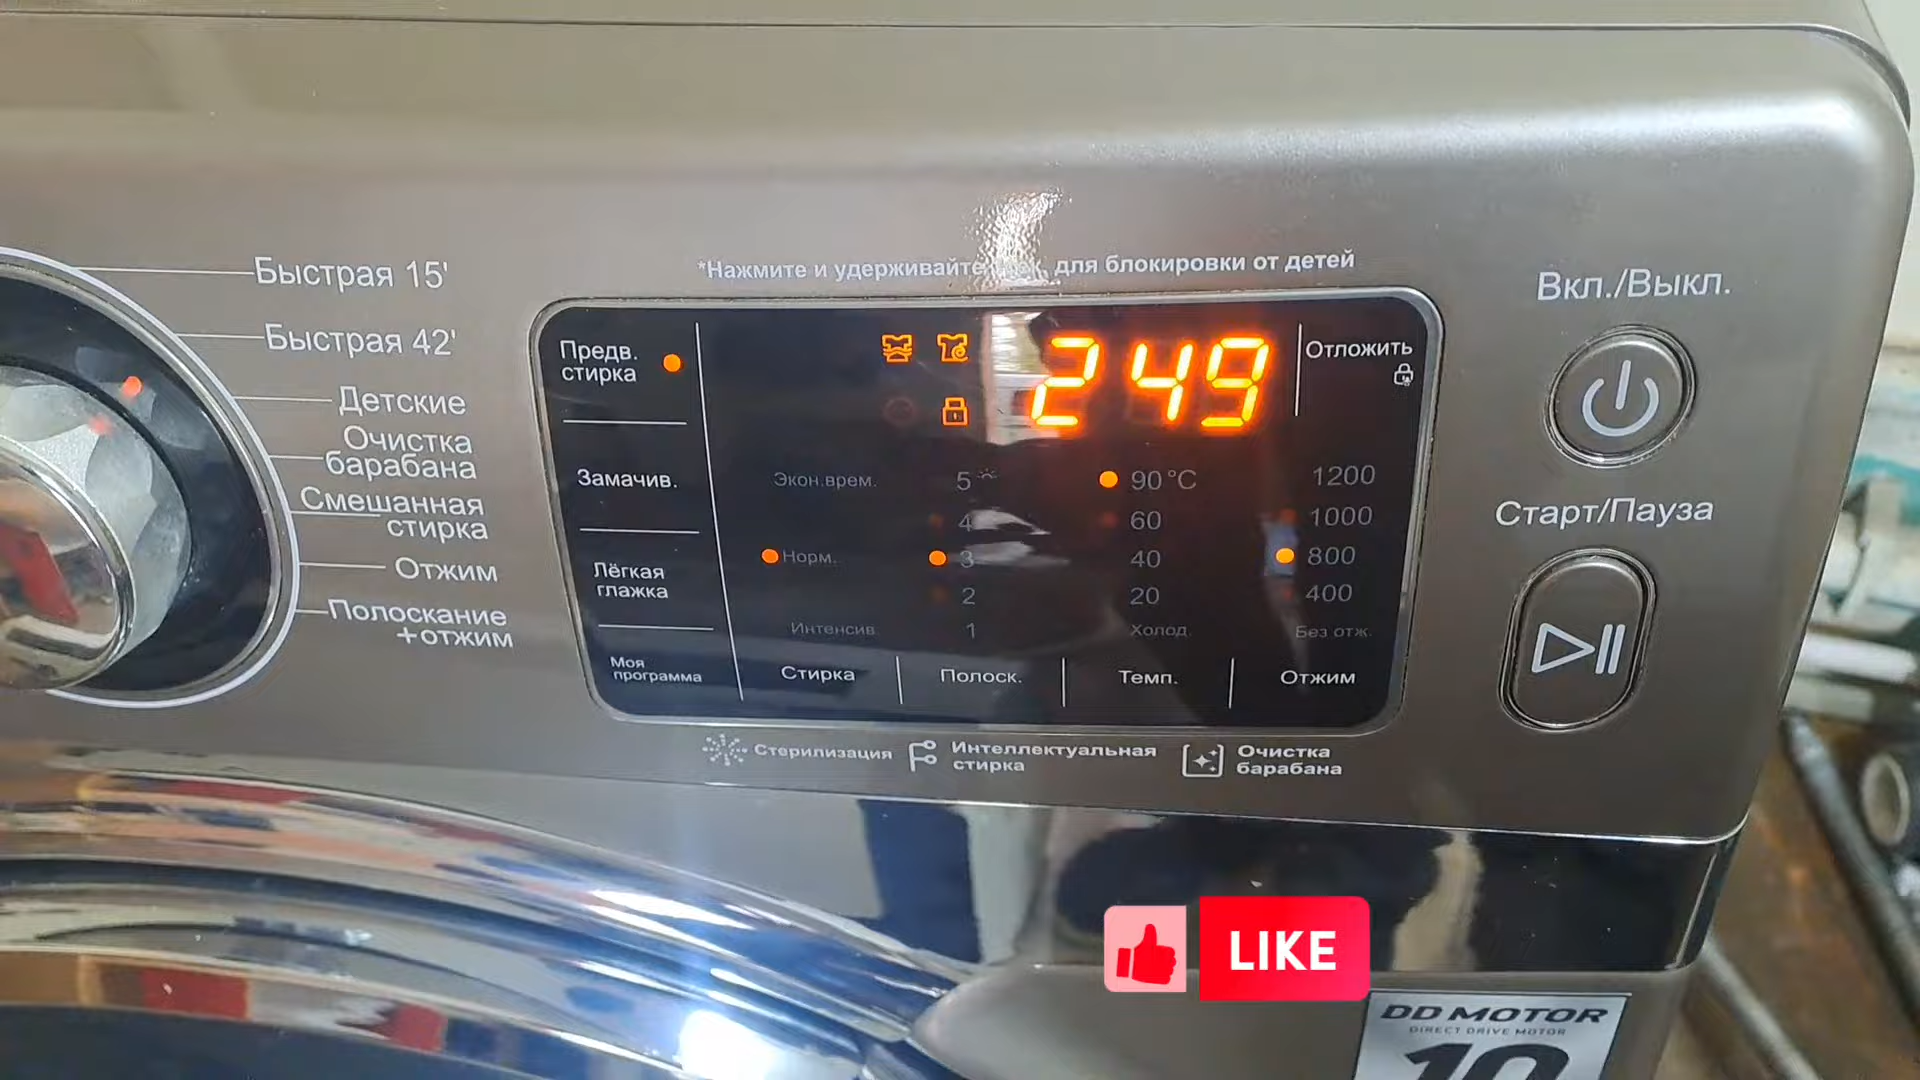 Быстрая 15'
Быстрая 42'
Детские
Очистка
барабана
Смешанная
стирка
Отжим
Полоскание
+отжим
*Нажмите и удерживайте для блокировки от детей
Предв.
стирка
249
Отложить
Замачив.
Экон.врем.
5
90°C
1200
4
60
1000
Норм.
3
40
800
Лёгкая
глажка
2
20
400
Интенсив.
1
Холод.
Без отж.
Моя
программа
Стирка
Полоск.
Темп.
Отжим
Вкл./Выкл.
Старт/Пауза
Стерилизация
Интеллектуальная
стирка
Очистка
барабана
LIKE
DD MOTOR
DIRECT DRIVE MOTOR
10